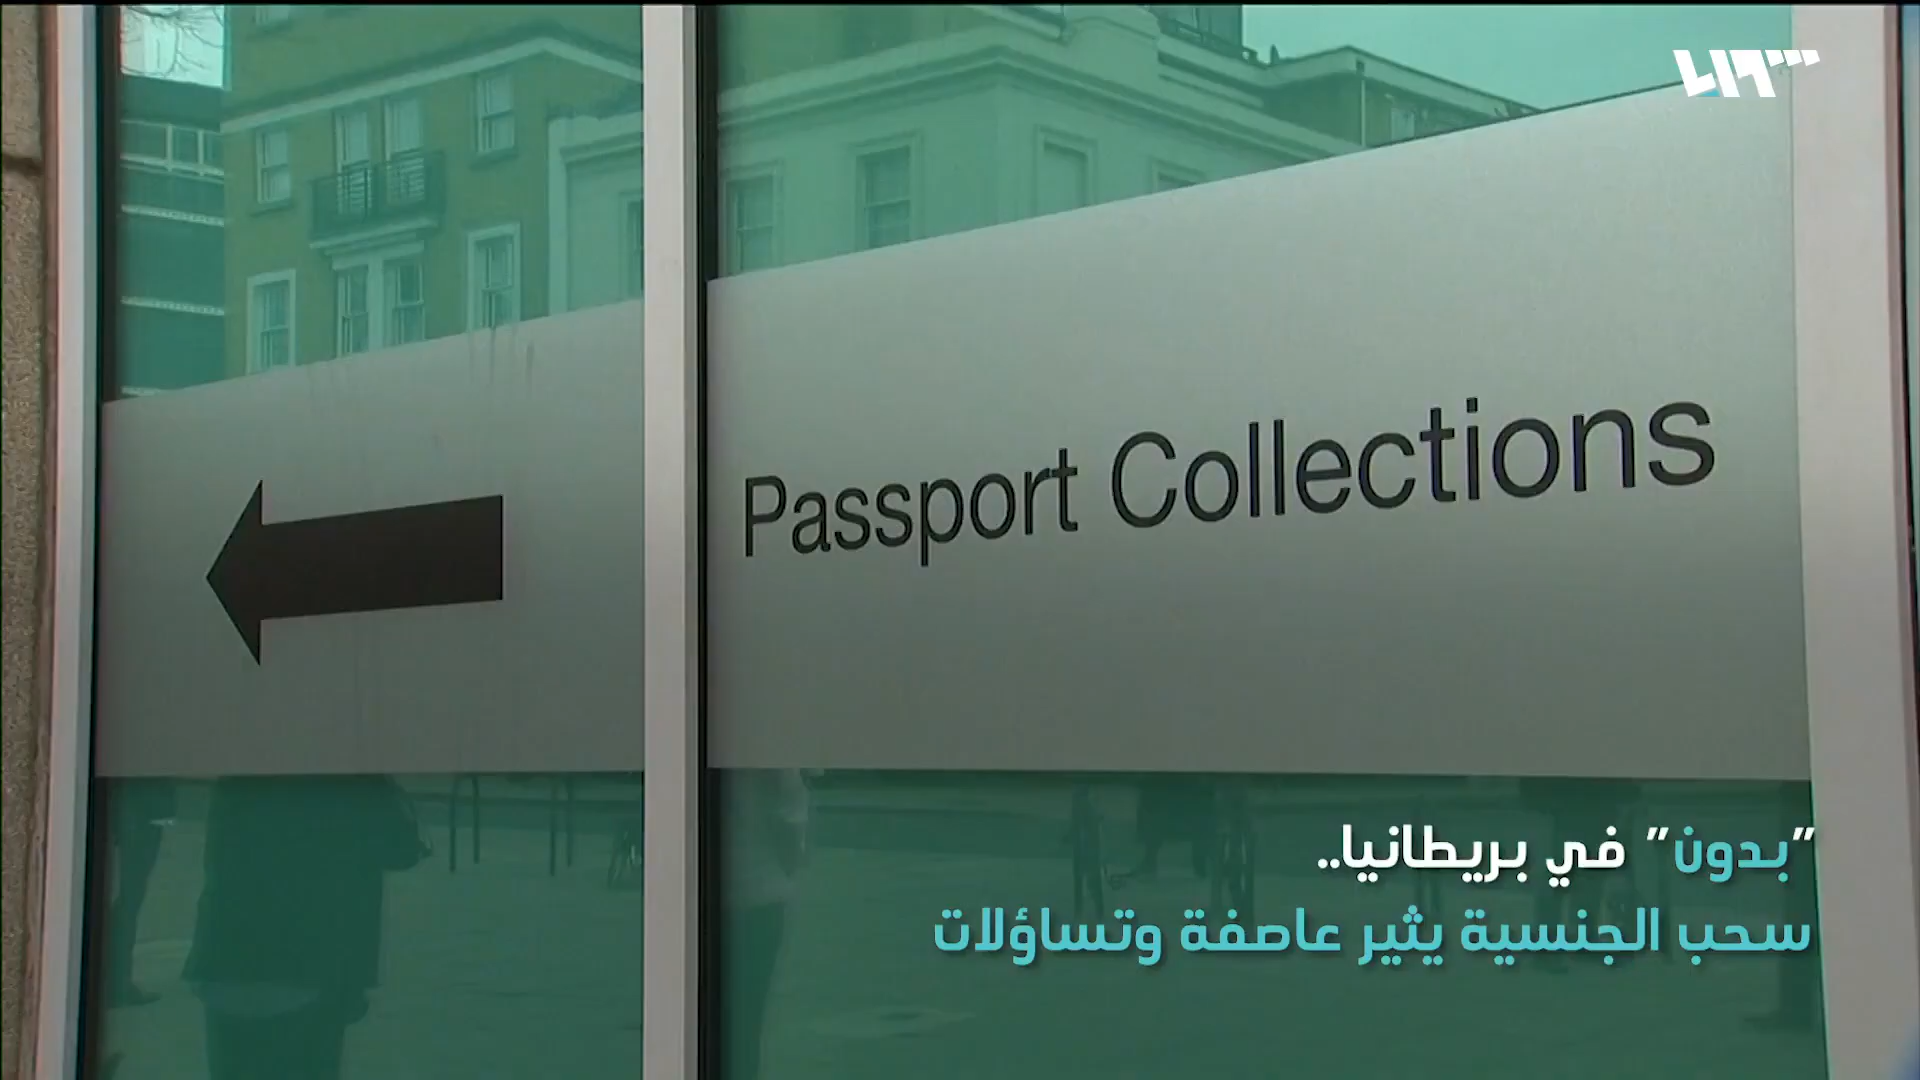 Passport Collections
"بدون" في بريطانيا..
سحب الجنسية يثير عاصفة وتساؤلات